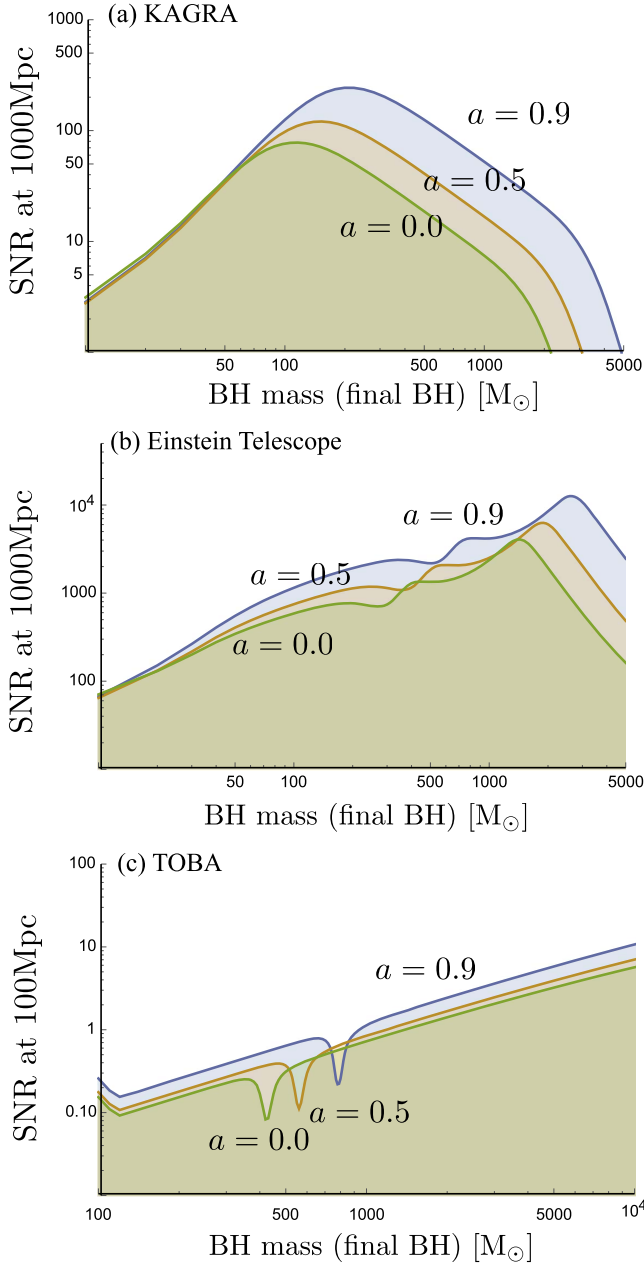 (a) KAGRA
SNR at 1000Mpc
1000
500
100
50
10
5
a = 0.9
a = 0.5
a = 0.0
50 100 500 1000 5000
BH mass (final BH) [M⊙]
(b) Einstein Telescope
SNR at 1000Mpc
10⁴
1000
100
a = 0.9
a = 0.5
a = 0.0
50 100 500 1000 5000
BH mass (final BH) [M⊙]
(c) TOBA
SNR at 100Mpc
100
10
1
0.10
a = 0.9
a = 0.5
a = 0.0
100 500 1000 5000 10⁴
BH mass (final BH) [M⊙]